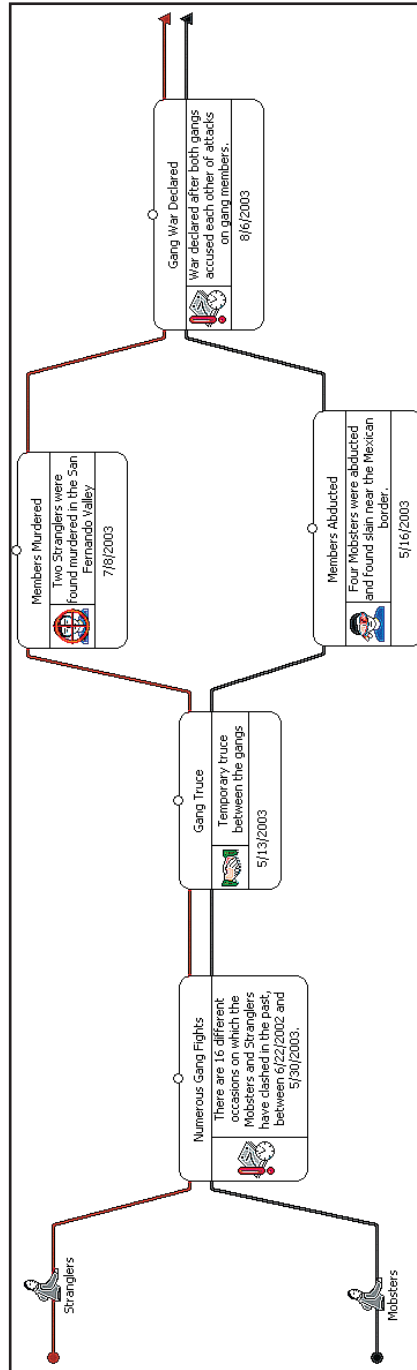 Stranglers
Mobsters
Numerous Gang Fights
There are 16 different
occasions on which the
Mobsters and Stranglers
have clashed in the past,
between 6/22/2002 and
5/30/2003.
Gang Truce
Temporary truce
between the gangs
5/13/2003
Members Murdered
Two Stranglers were
found murdered in the San
Fernando Valley
7/8/2003
Members Abducted
Four Mobsters were abducted
and found slain near the Mexican
border.
5/16/2003
Gang War Declared
War declared after both gangs
accused each other of attacks
on gang members.
8/6/2003